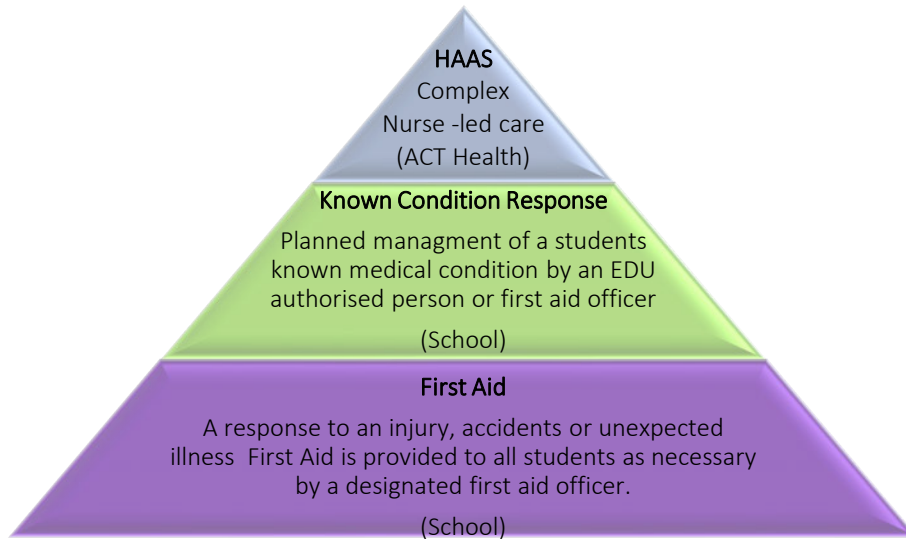 HAAS
Complex
Nurse -led care
(ACT Health)
Known Condition Response
Planned managment of a students
known medical condition by an EDU
authorised person or first aid officer
(School)
First Aid
A response to an injury, accidents or unexpected
illness  First Aid is provided to all students as necessary
by a designated first aid officer.
(School)